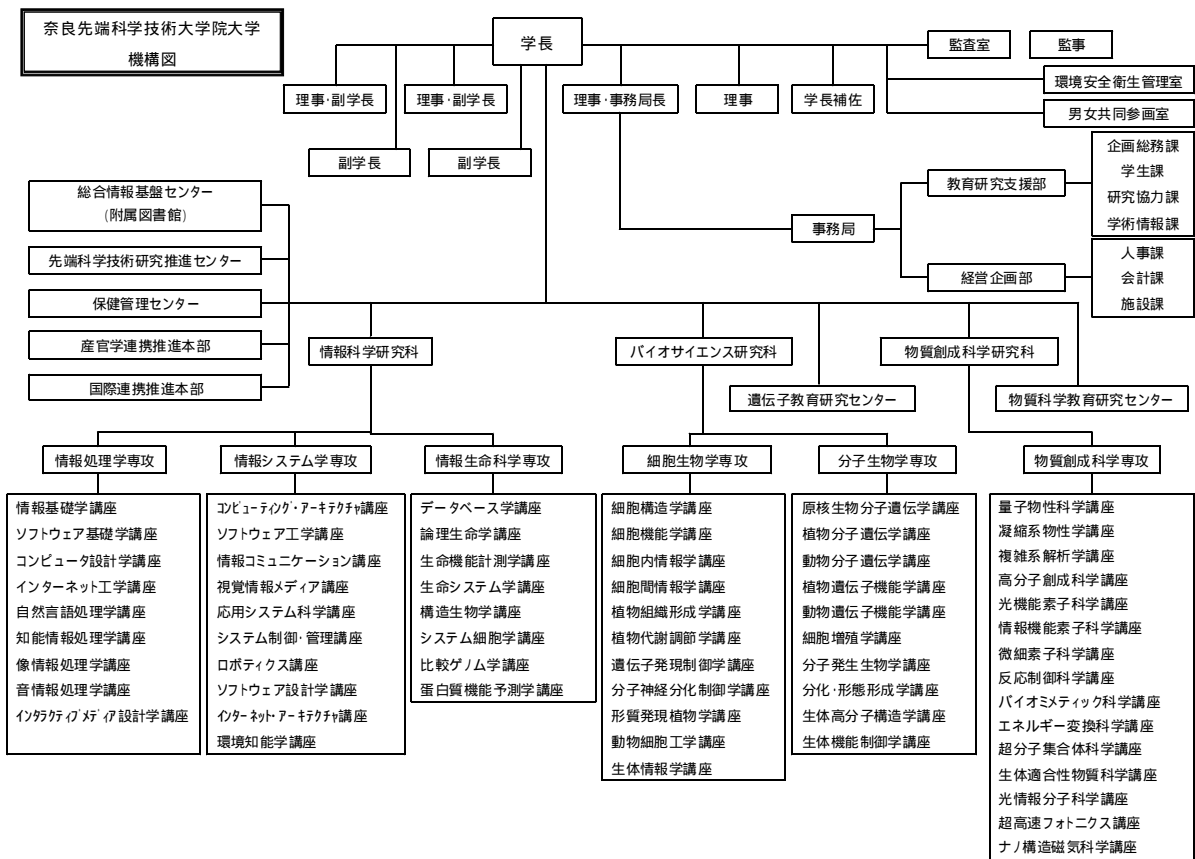 奈良先端科学技術大学院大学
機構図
学長
監査室
監事
環境安全衛生管理室
男女共同参画室
理事･副学長
理事･副学長
理事･事務局長
理事
学長補佐
副学長
副学長
企画総務課
学生課
研究協力課
学術情報課
教育研究支援部
事務局
経営企画部
人事課
会計課
施設課
総合情報基盤センター
(附属図書館)
先端科学技術研究推進センター
保健管理センター
産官学連携推進本部
国際連携推進本部
情報科学研究科
バイオサイエンス研究科
物質創成科学研究科
遺伝子教育研究センター
物質科学教育研究センター
情報処理学専攻
情報システム学専攻
情報生命科学専攻
細胞生物学専攻
分子生物学専攻
物質創成科学専攻
情報基礎学講座
ソフトウェア基礎学講座
コンピュータ設計学講座
インターネット工学講座
自然言語処理学講座
知能情報処理学講座
像情報処理学講座
音情報処理学講座
インタラクティブメディア設計学講座
コンピューティング･アーキテクチャ講座
ソフトウェア工学講座
情報コミュニケーション講座
視覚情報メディア講座
応用システム科学講座
システム制御･管理講座
ロボティクス講座
ソフトウェア設計学講座
インターネット･アーキテクチャ講座
環境知能学講座
データベース学講座
論理生命学講座
生命機能計測学講座
生命システム学講座
構造生物学講座
システム細胞学講座
比較ゲノム学講座
蛋白質機能予測学講座
細胞構造学講座
細胞機能学講座
細胞内情報学講座
細胞間情報学講座
植物組織形成学講座
植物代謝調節学講座
遺伝子発現制御学講座
分子神経分化制御学講座
形質発現植物学講座
動物細胞工学講座
生体情報学講座
原核生物分子遺伝学講座
植物分子遺伝学講座
動物分子遺伝学講座
植物遺伝子機能学講座
動物遺伝子機能学講座
細胞増殖学講座
分子発生生物学講座
分化･形態形成学講座
生体高分子構造学講座
生体機能制御学講座
量子物性科学講座
凝縮系物性学講座
複雑系解析学講座
高分子創成科学講座
光機能素子科学講座
情報機能素子科学講座
微細素子科学講座
反応制御科学講座
バイオミメティック科学講座
エネルギー変換科学講座
超分子集合体科学講座
生体適合性物質科学講座
光情報分子科学講座
超高速フォトニクス講座
ナノ構造磁気科学講座